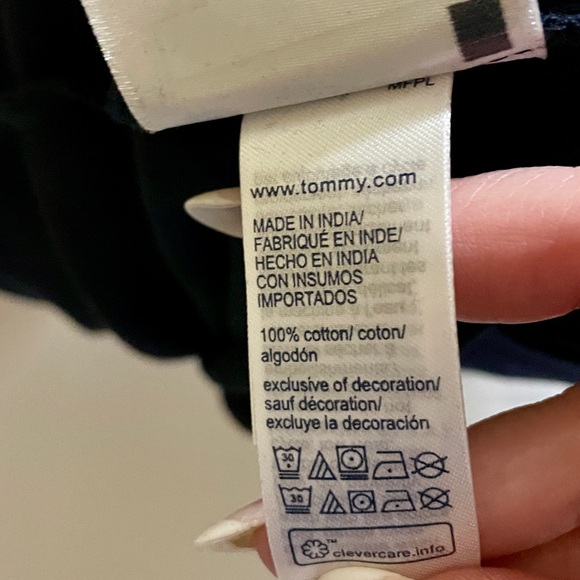 MFPL
www.tommy.com
MADE IN INDIA/
FABRIQUÉ EN INDE/
HECHO EN INDIA
CON INSUMOS
IMPORTADOS
100% cotton/ coton/
algodón
exclusive of decoration/
sauf décoration/
excluye la decoración
30
30
™ clevercare.info